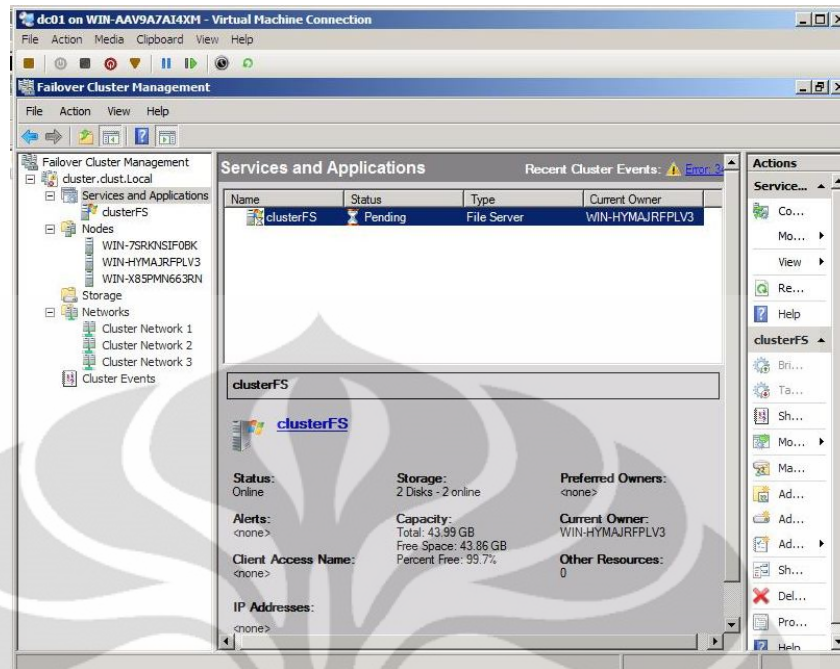 dc01 on WIN-AAV9A7AI4XM - Virtual Machine Connection
File Action Media Clipboard View Help
Failover Cluster Management
File Action View Help
Failover Cluster Management
cluster.clust.Local
Services and Applications
clusterFS
Nodes
WIN-7SRKNSIF0BK
WIN-HYMAJRFPLV3
WIN-X85PMN663RN
Storage
Networks
Cluster Network 1
Cluster Network 2
Cluster Network 3
Cluster Events
Services and Applications Recent Cluster Events: Error: 3
Name Status Type Current Owner
clusterFS Pending File Server WIN-HYMAJRFPLV3
clusterFS
clusterFS
Status: Storage: Preferred Owners:
Online 2 Disks - 2 online <none>
Alerts: Capacity: Current Owner:
<none> Total: 43.99 GB WIN-HYMAJRFPLV3
Free Space: 43.86 GB
Client Access Name: Percent Free: 99.7% Other Resources:
<none> 0
IP Addresses:
<none>
Actions
Service...
Co...
Mo...
View
Re...
Help
clusterFS
Bri...
Ta...
Sh...
Mo...
Ma...
Ad...
Ad...
Ad...
Sh...
Del...
Pro...
Help